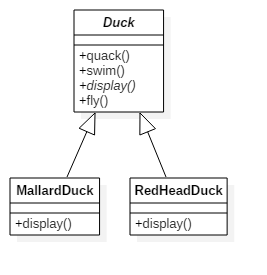 Duck
+quack()
+swim()
+display()
+fly()
MallardDuck
+display()
RedHeadDuck
+display()